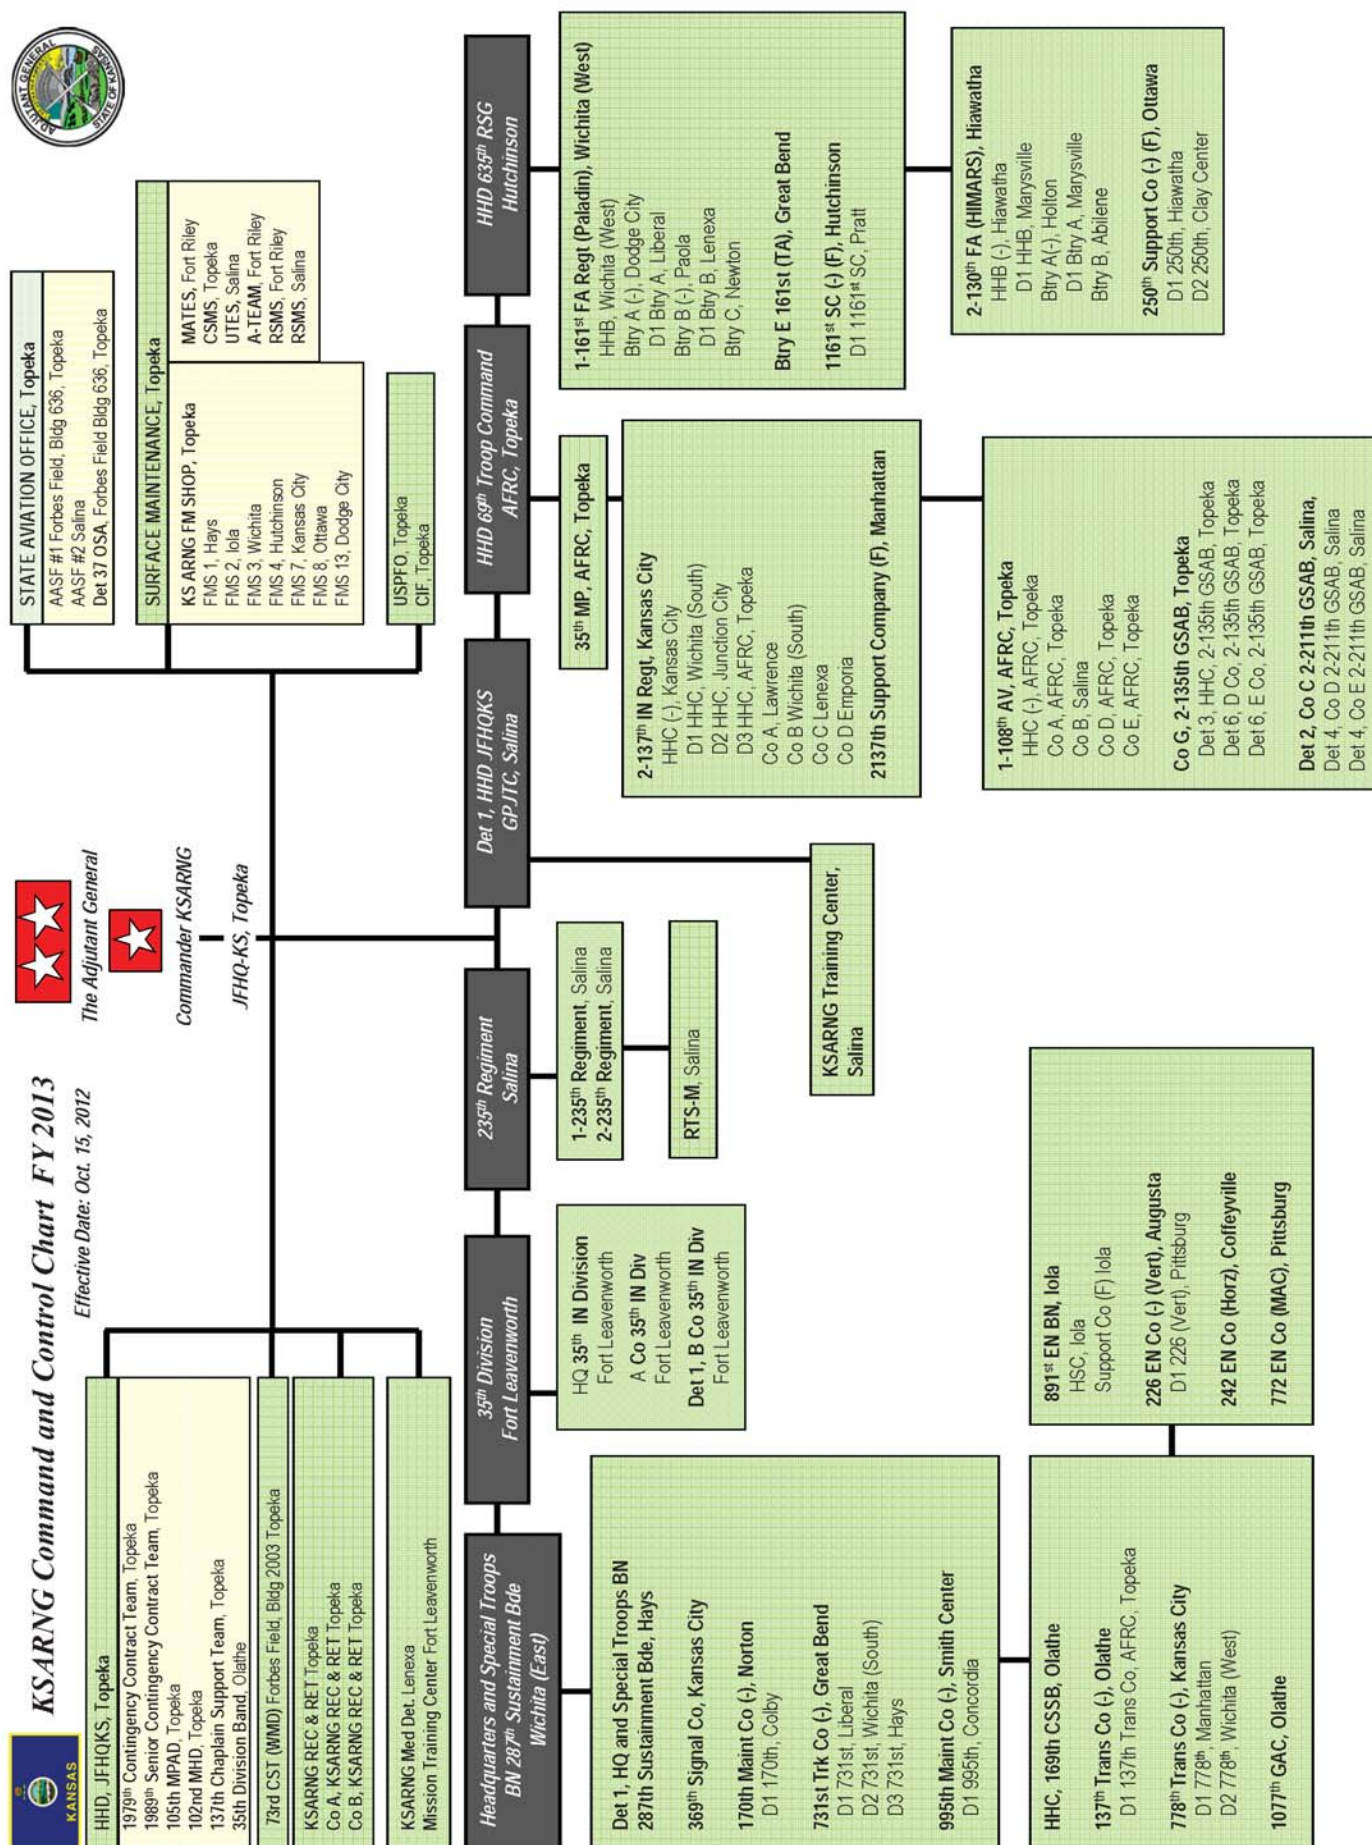 KANSAS
KSARNG Command and Control Chart FY 2013
Effective Date: Oct. 15, 2012
The Adjutant General
Commander KSARNG
JFHQ-KS, Topeka
ADJUTANT GENERAL
STATE OF KANSAS
HHD, JFHQKS, Topeka
1979th Contingency Contract Team, Topeka
1989th Senior Contingency Contract Team, Topeka
105th MPAD, Topeka
102nd MHD, Topeka
137th Chaplain Support Team, Topeka
35th Division Band, Olathe
73rd CST (WMD) Forbes Field, Bldg 2003 Topeka
KSARNG REC & RET Topeka
Co A, KSARNG REC & RET Topeka
Co B, KSARNG REC & RET Topeka
KSARNG Med Det. Lenexa
Mission Training Center Fort Leavenworth
STATE AVIATION OFFICE, Topeka
AASF #1 Forbes Field, Bldg 636, Topeka
AASF #2 Salina
Det 37 OSA, Forbes Field Bldg 636, Topeka
SURFACE MAINTENANCE, Topeka
KS ARNG FM SHOP, Topeka
FMS 1, Hays
FMS 2, Iola
FMS 3, Wichita
FMS 4, Hutchinson
FMS 7, Kansas City
FMS 8, Ottawa
FMS 13, Dodge City
MATES, Fort Riley
CSMS, Topeka
UTES, Salina
A-TEAM, Fort Riley
RSMS, Fort Riley
RSMS, Salina
USPFO, Topeka
CIF, Topeka
Headquarters and Special Troops
BN 287th Sustainment Bde
Wichita (East)
35th Division
Fort Leavenworth
235th Regiment
Salina
Det 1, HHD JFHQKS
GPJTC, Salina
HHD 69th Troop Command
AFRC, Topeka
HHD 635th RSG
Hutchinson
Det 1, HQ and Special Troops BN
287th Sustainment Bde, Hays
369th Signal Co, Kansas City
170th Maint Co (-), Norton
D1 170th, Colby
731st Trk Co (-), Great Bend
D1 731st, Liberal
D2 731st, Wichita (South)
D3 731st, Hays
995th Maint Co (-), Smith Center
D1 995th, Concordia
HHC, 169th CSSB, Olathe
137th Trans Co (-), Olathe
D1 137th Trans Co, AFRC, Topeka
778th Trans Co (-), Kansas City
D1 778th, Manhattan
D2 778th, Wichita (West)
1077th GAC, Olathe
891st EN BN, Iola
HSC, Iola
Support Co (F) Iola
226 EN Co (-) (Vert), Augusta
D1 226 (Vert), Pittsburg
242 EN Co (Horz), Coffeyville
772 EN Co (MAC), Pittsburg
HQ 35th IN Division
Fort Leavenworth
A Co 35th IN Div
Fort Leavenworth
Det 1, B Co 35th IN Div
Fort Leavenworth
1-235th Regiment, Salina
2-235th Regiment, Salina
RTS-M, Salina
KSARNG Training Center,
Salina
35th MP, AFRC, Topeka
2-137th IN Regt, Kansas City
HHC (-), Kansas City
D1 HHC, Wichita (South)
D2 HHC, Junction City
D3 HHC, AFRC, Topeka
Co A, Lawrence
Co B Wichita (South)
Co C Lenexa
Co D Emporia
2137th Support Company (F), Manhattan
1-108th AV, AFRC, Topeka
HHC (-), AFRC, Topeka
Co A, AFRC, Topeka
Co B, Salina
Co D, AFRC, Topeka
Co E, AFRC, Topeka
Co G, 2-135th GSAB, Topeka
Det 3, HHC, 2-135th GSAB, Topeka
Det 6, D Co, 2-135th GSAB, Topeka
Det 6, E Co, 2-135th GSAB, Topeka
Det 2, Co C 2-211th GSAB, Salina,
Det 4, Co D 2-211th GSAB, Salina
Det 4, Co E 2-211th GSAB, Salina
1-161st FA Regt (Paladin), Wichita (West)
HHB, Wichita (West)
Btry A (-), Dodge City
D1 Btry A, Liberal
Btry B (-), Paola
D1 Btry B, Lenexa
Btry C, Newton
Btry E 161st (TA), Great Bend
1161st SC (-) (F), Hutchinson
D1 1161st SC, Pratt
2-130th FA (HIMARS), Hiawatha
HHB (-), Hiawatha
D1 HHB, Marysville
Btry A(-), Holton
D1 Btry A, Marysville
Btry B, Abilene
250th Support Co (-) (F), Ottawa
D1 250th, Hiawatha
D2 250th, Clay Center